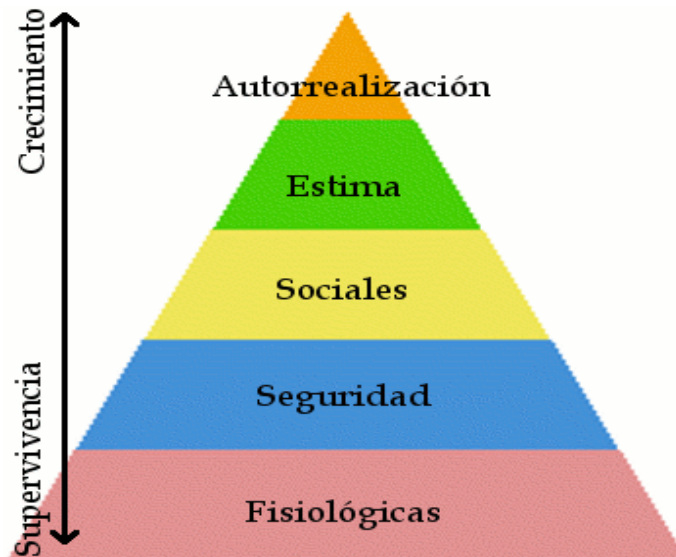 Crecimiento
Supervivencia
Autorrealización
Estima
Sociales
Seguridad
Fisiológicas